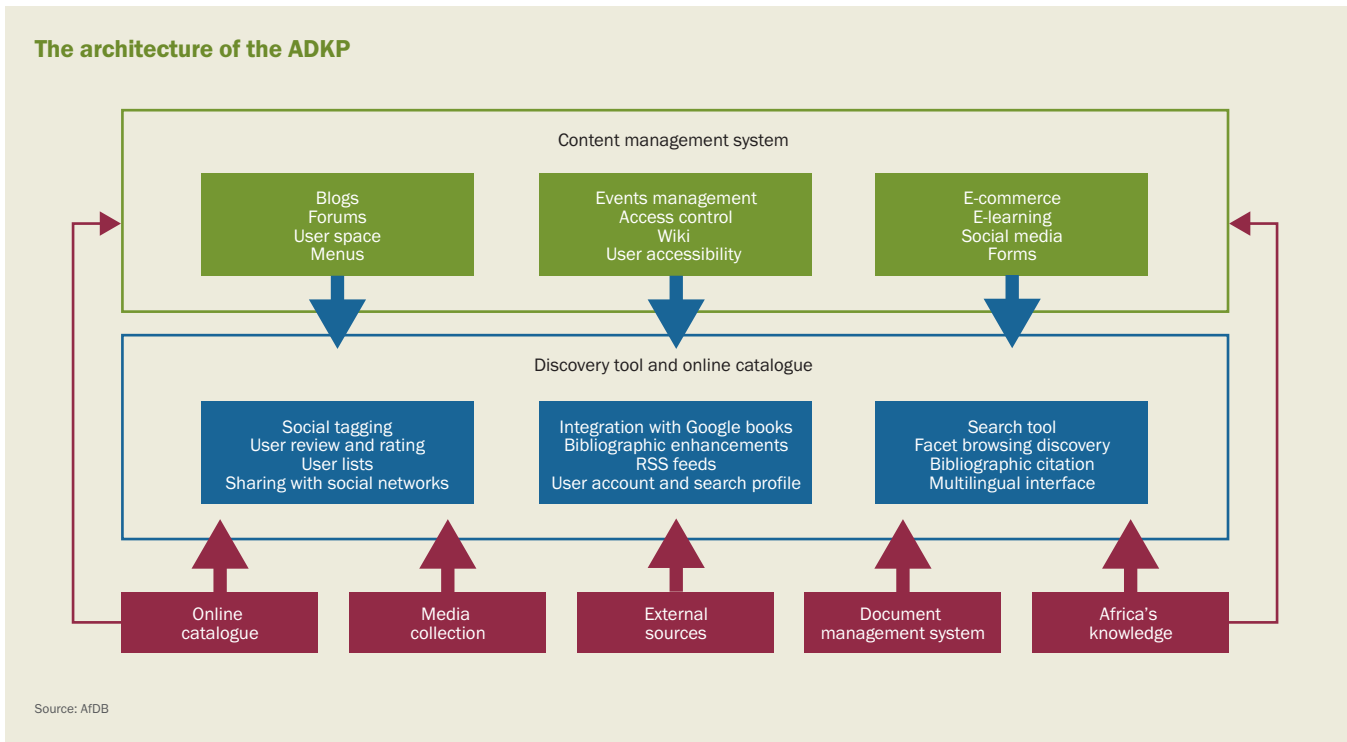 The architecture of the ADKP
Content management system
Blogs
Forums
User space
Menus
Events management
Access control
Wiki
User accessibility
E-commerce
E-learning
Social media
Forms
Discovery tool and online catalogue
Social tagging
User review and rating
User lists
Sharing with social networks
Integration with Google books
Bibliographic enhancements
RSS feeds
User account and search profile
Search tool
Facet browsing discovery
Bibliographic citation
Multilingual interface
Online
catalogue
Media
collection
External
sources
Document
management system
Africa's
knowledge
Source: AfDB